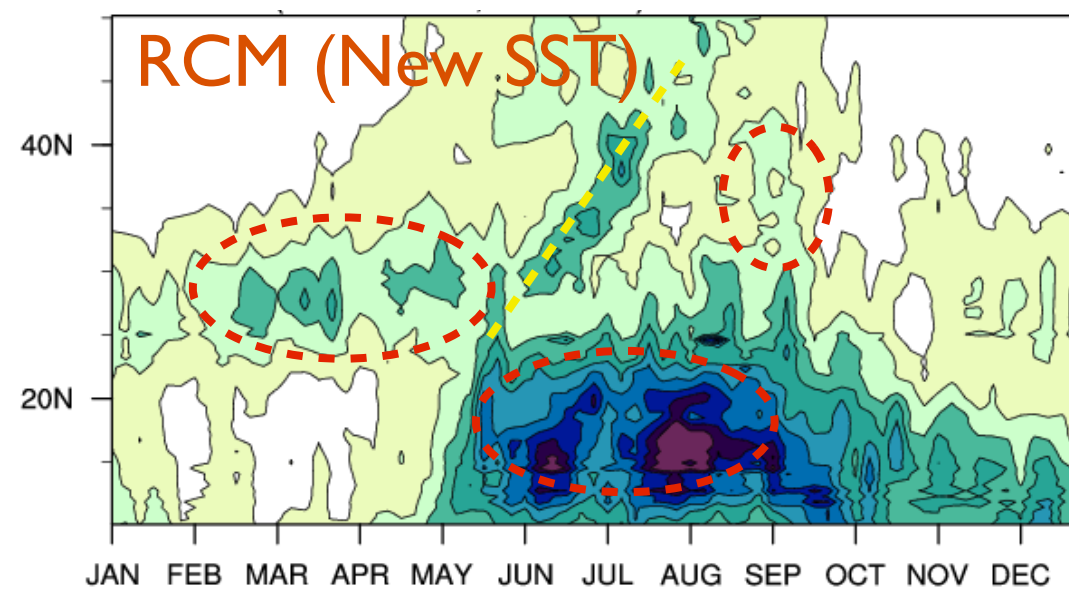 RCM (New SST)
40N
20N
JAN FEB MAR APR MAY JUN JUL AUG SEP OCT NOV DEC